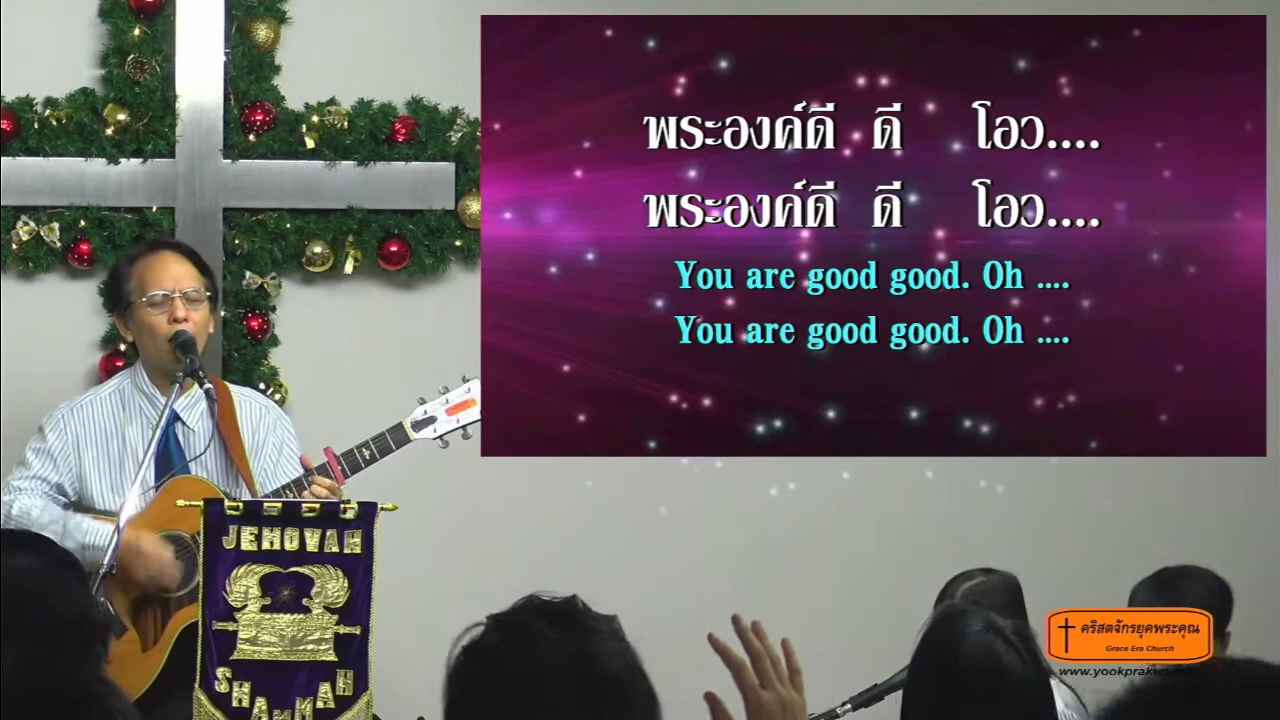 พระองค์ดี ดี โอว....
พระองค์ดี ดี โอว....
You are good good. Oh ....
You are good good. Oh ....
JEHOVAH
SHAMMAH
คริสตจักรยุคพระคุณ
Grace Era Church